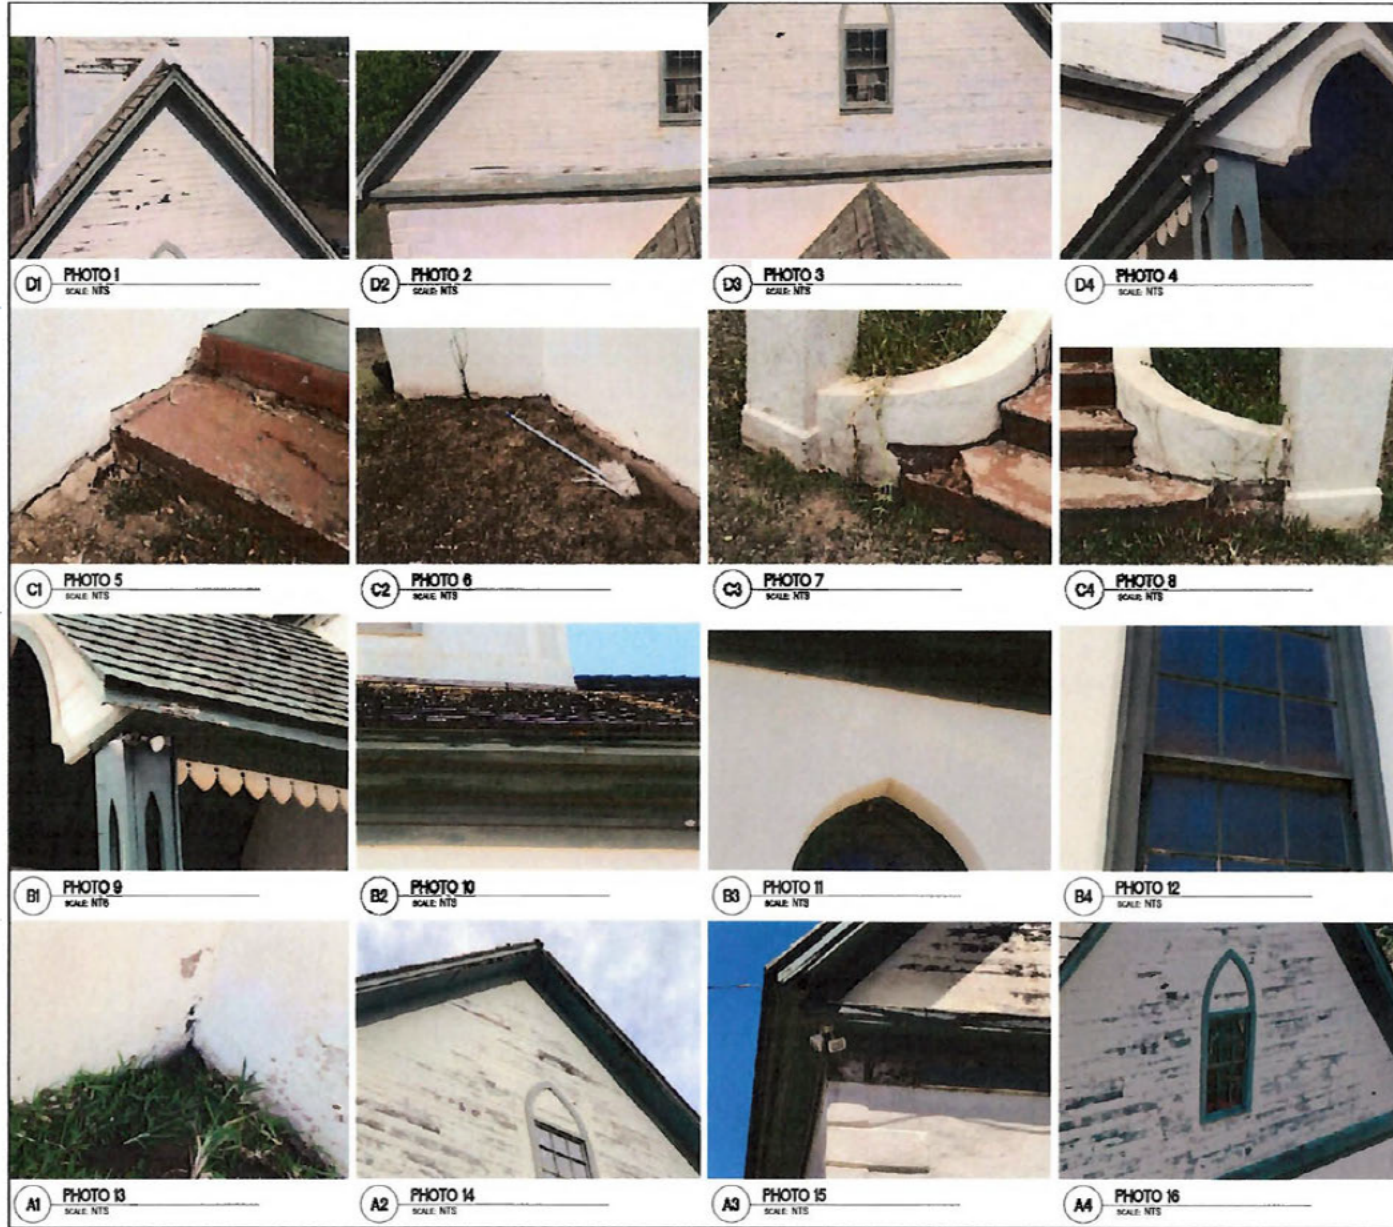 D1 PHOTO 1
SCALE: NTS
D2 PHOTO 2
SCALE: NTS
D3 PHOTO 3
SCALE: NTS
D4 PHOTO 4
SCALE: NTS
C1 PHOTO 5
SCALE: NTS
C2 PHOTO 6
SCALE: NTS
C3 PHOTO 7
SCALE: NTS
C4 PHOTO 8
SCALE: NTS
B1 PHOTO 9
SCALE: NTS
B2 PHOTO 10
SCALE: NTS
B3 PHOTO 11
SCALE: NTS
B4 PHOTO 12
SCALE: NTS
A1 PHOTO 13
SCALE: NTS
A2 PHOTO 14
SCALE: NTS
A3 PHOTO 15
SCALE: NTS
A4 PHOTO 16
SCALE: NTS